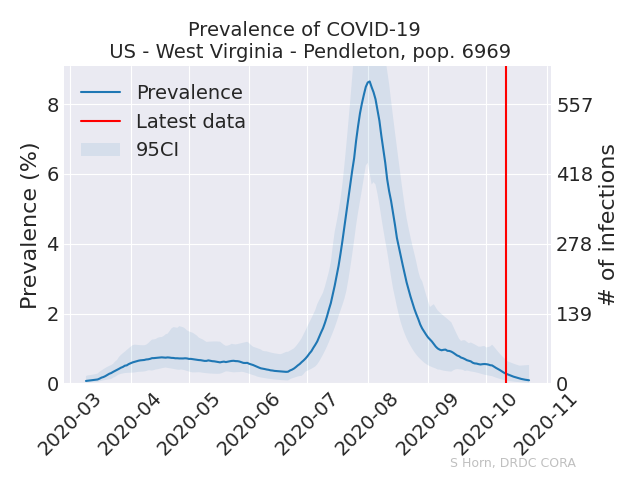 Prevalence of COVID-19
US - West Virginia - Pendleton, pop. 6969
Prevalence
Latest data
95CI
Prevalence (%)
8
6
4
2
0
# of infections
557
418
278
139
0
2020-03
2020-04
2020-05
2020-06
2020-07
2020-08
2020-09
2020-10
2020-11
S Horn, DRDC CORA